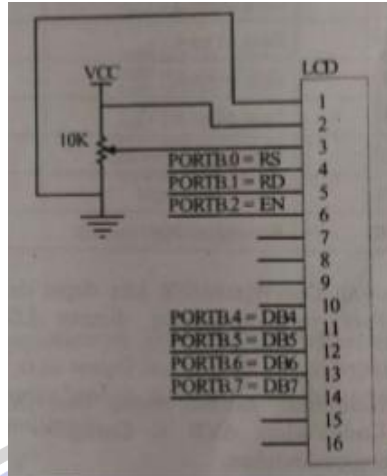 LCD
VCC
1
2
10K
3
PORTB.0 = RS
4
PORTB.1 = RD
5
PORTB.2 = EN
6
7
8
9
10
PORTB.4 = DB4
11
PORTB.5 = DB5
12
PORTB.6 = DB6
13
PORTB.7 = DB7
14
15
16